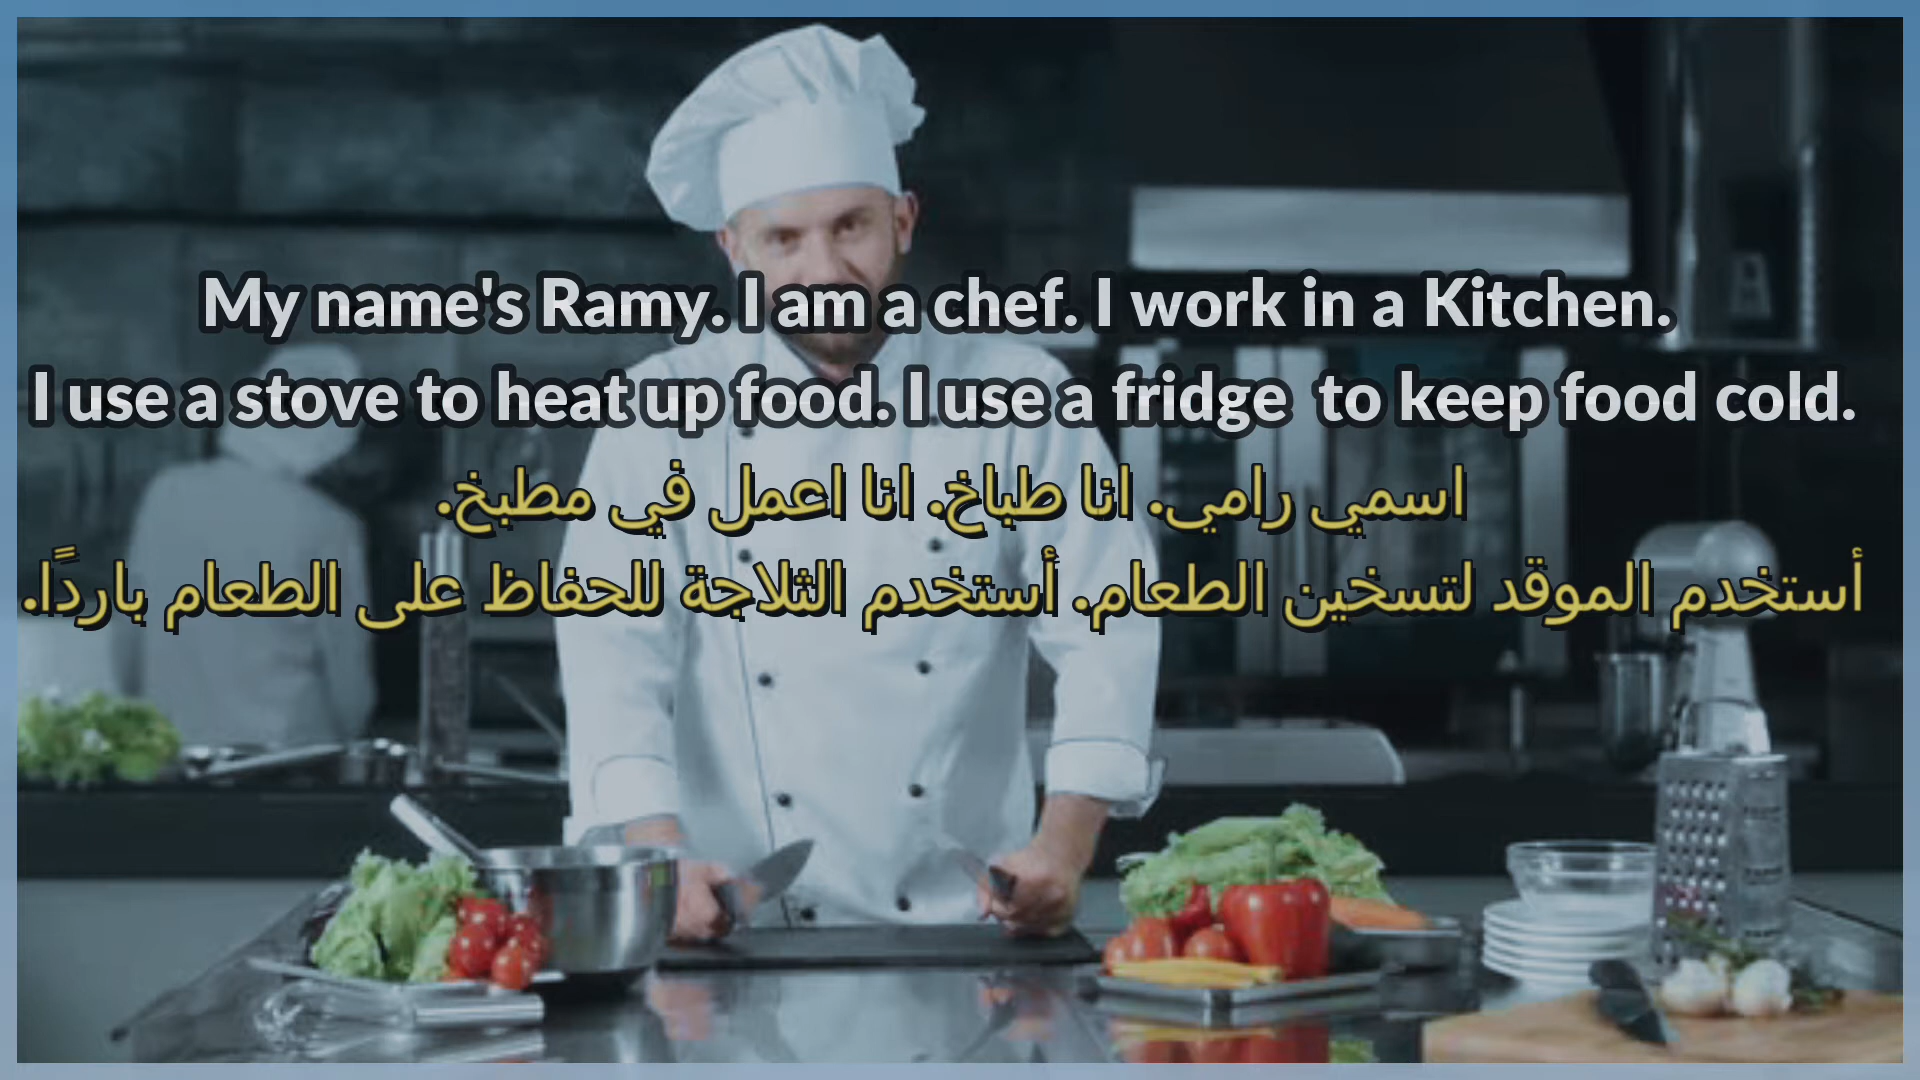 My name's Ramy. I am a chef. I work in a Kitchen.
I use a stove to heat up food. I use a fridge to keep food cold.
اسمي رامي. انا طباخ. انا اعمل في مطبخ.
أستخدم الموقد لتسخين الطعام. أستخدم الثلاجة للحفاظ على الطعام باردًا.